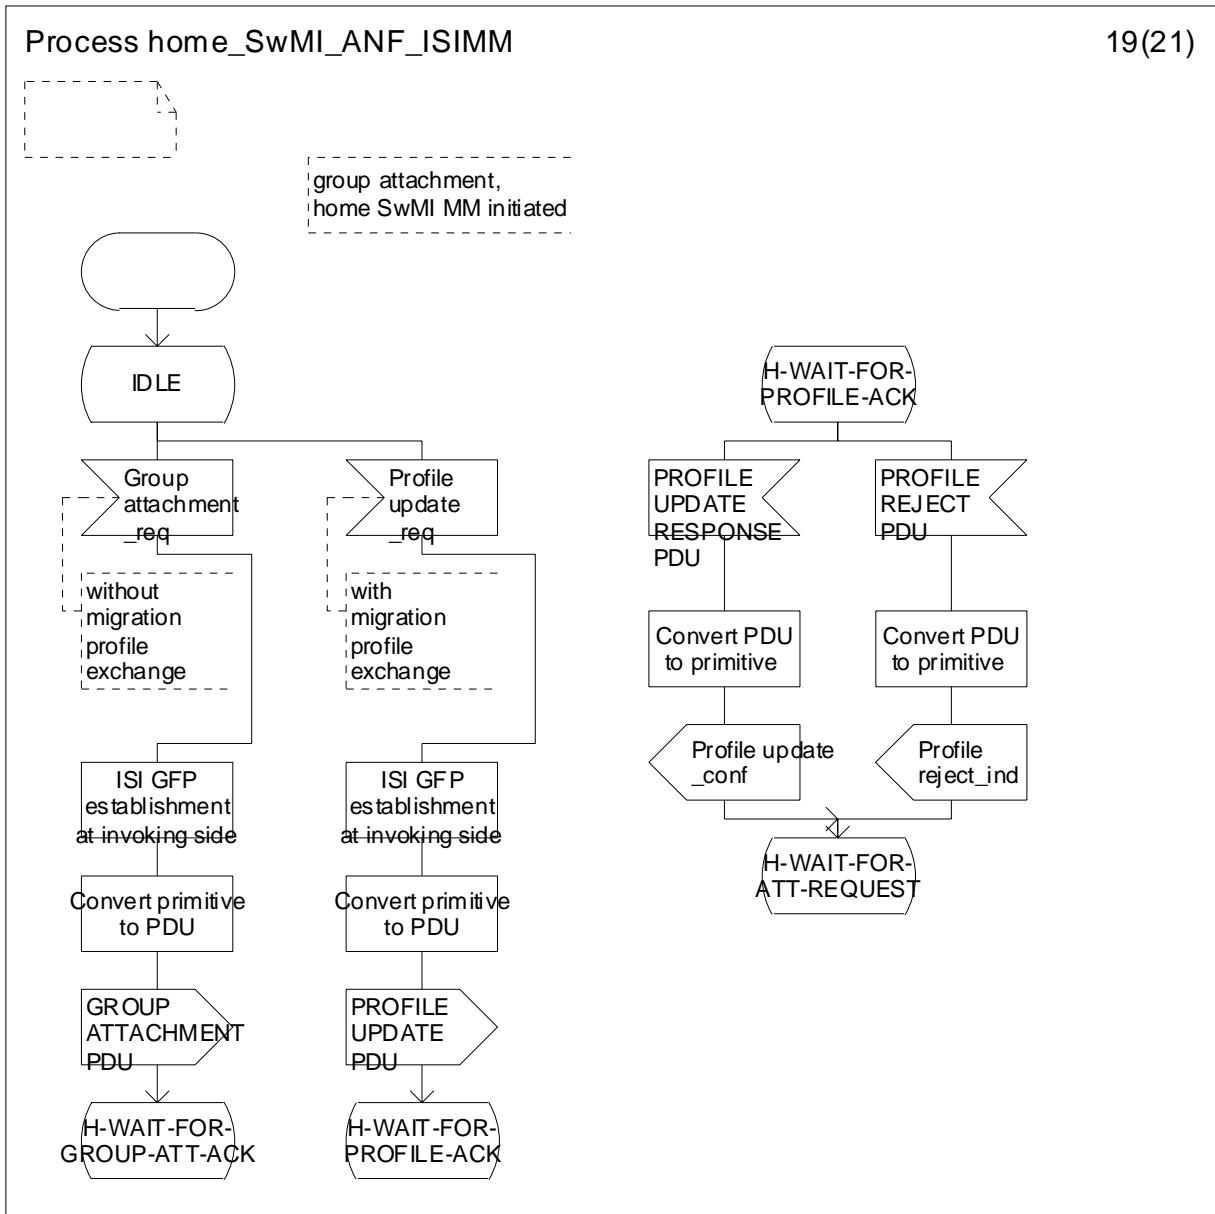 Process home_SwMI_ANF_ISIMM
19(21)
group attachment,
home SwMI MM initiated
IDLE
Group
attachment
_req
without
migration
profile
exchange
ISI GFP
establishment
at invoking side
Convert primitive
to PDU
GROUP
ATTACHMENT
PDU
H-WAIT-FOR-
GROUP-ATT-ACK
Profile
update
_req
with
migration
profile
exchange
ISI GFP
establishment
at invoking side
Convert primitive
to PDU
PROFILE
UPDATE
PDU
H-WAIT-FOR-
PROFILE-ACK
H-WAIT-FOR-
PROFILE-ACK
PROFILE
UPDATE
RESPONSE
PDU
Convert PDU
to primitive
Profile update
_conf
PROFILE
REJECT
PDU
Convert PDU
to primitive
Profile
reject_ind
H-WAIT-FOR-
ATT-REQUEST